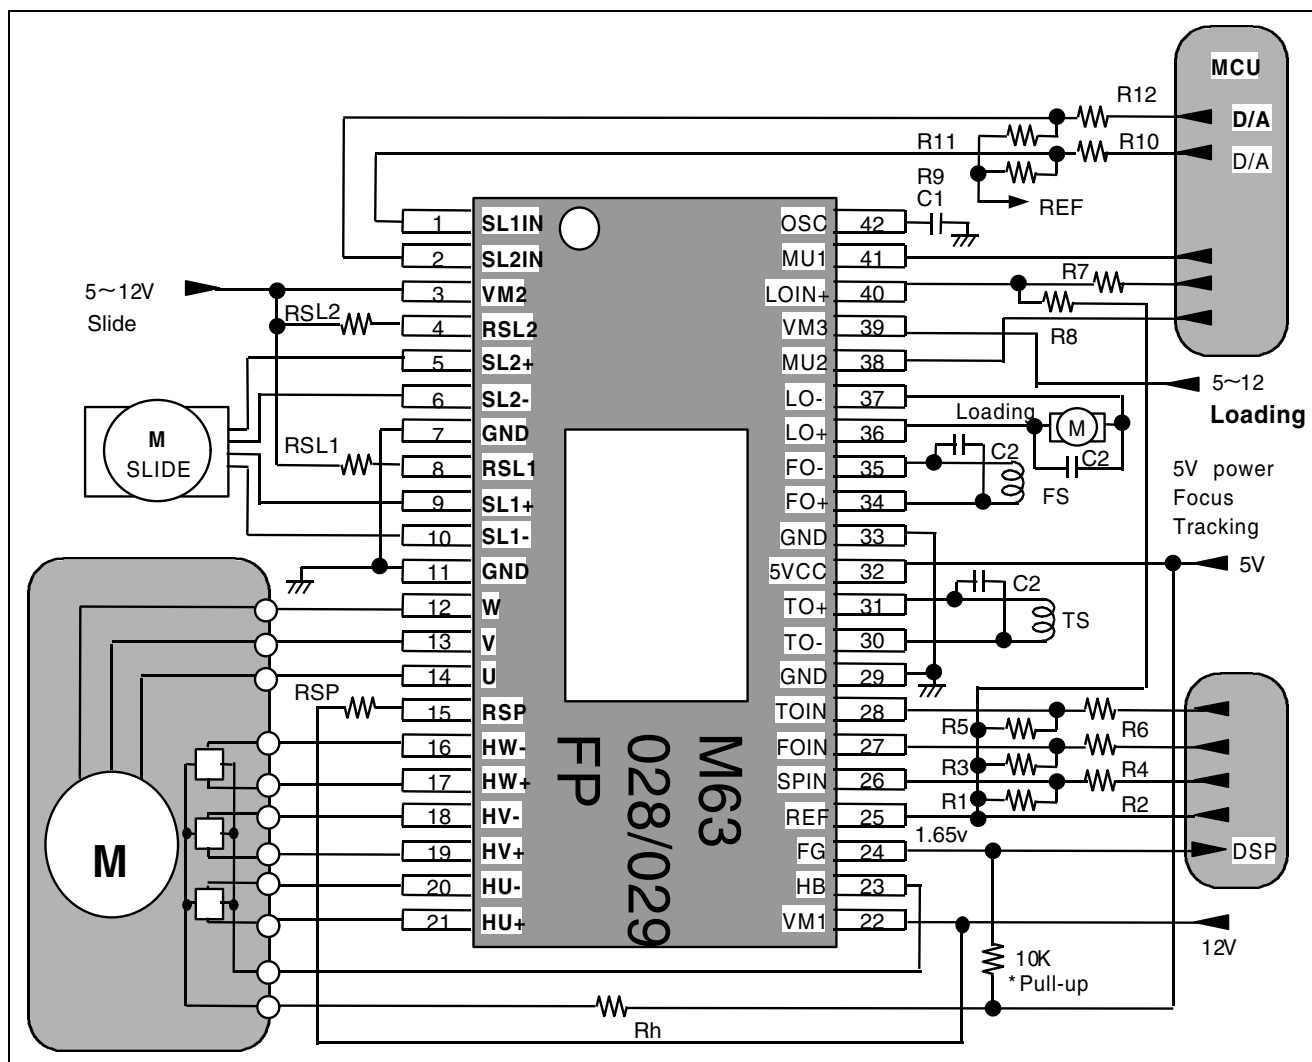 MCU
R12
D/A
R11
R10
D/A
R9
C1
REF
1 SL1IN
OSC 42
2 SL2IN
MU1 41
R7
5~12V
3 VM2
LOIN+ 40
Slide
RSL2
4 RSL2
VM3 39
R8
5 SL2+
MU2 38
5~12
6 SL2-
LO- 37
Loading
Loading
M
7 GND
LO+ 36
M
SLIDE
RSL1
8 RSL1
FO- 35
C2
C2
5V power
Focus
Tracking
9 SL1+
FO+ 34
FS
10 SL1-
GND 33
11 GND
5VCC 32
5V
12 W
TO+ 31
C2
TS
13 V
TO- 30
14 U
GND 29
RSP
15 RSP
TOIN 28
R5
R6
16 HW-
FOIN 27
R3
R4
17 HW+
SPIN 26
R1
R2
18 HV-
REF 25
1.65v
19 HV+
FG 24
DSP
20 HU-
HB 23
21 HU+
VM1 22
12V
M
M63
028/029
FP
10K
*Pull-up
Rh